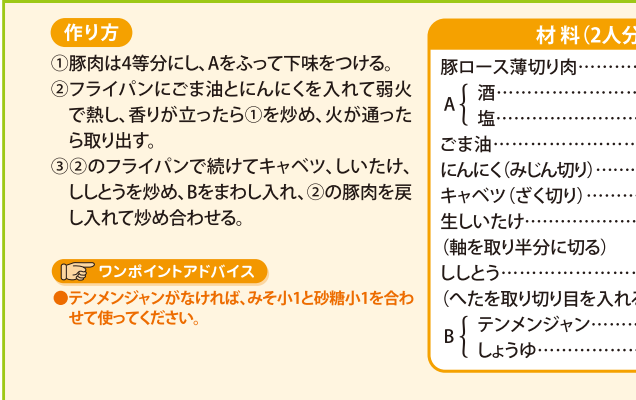 作り方
①豚肉は4等分にし、Aをふって下味をつける。
②フライパンにごま油とにんにくを入れて弱火
で熱し、香りが立ったら①を炒め、火が通った
ら取り出す。
③②のフライパンで続けてキャベツ、しいたけ、
ししとうを炒め、Bをまわし入れ、②の豚肉を戻
し入れて炒め合わせる。
ワンポイントアドバイス
●テンメンジャンがなければ、みそ小1と砂糖小1を合わ
せて使ってください。
材料(2人分
豚ロース薄切り肉…………
A{ 酒……………………
塩……………………
ごま油………………………
にんにく(みじん切り)………
キャベツ(ざく切り)…………
生しいたけ…………………
(軸を取り半分に切る)
ししとう……………………
(へたを取り切り目を入れる
B{ テンメンジャン………
しょうゆ………………